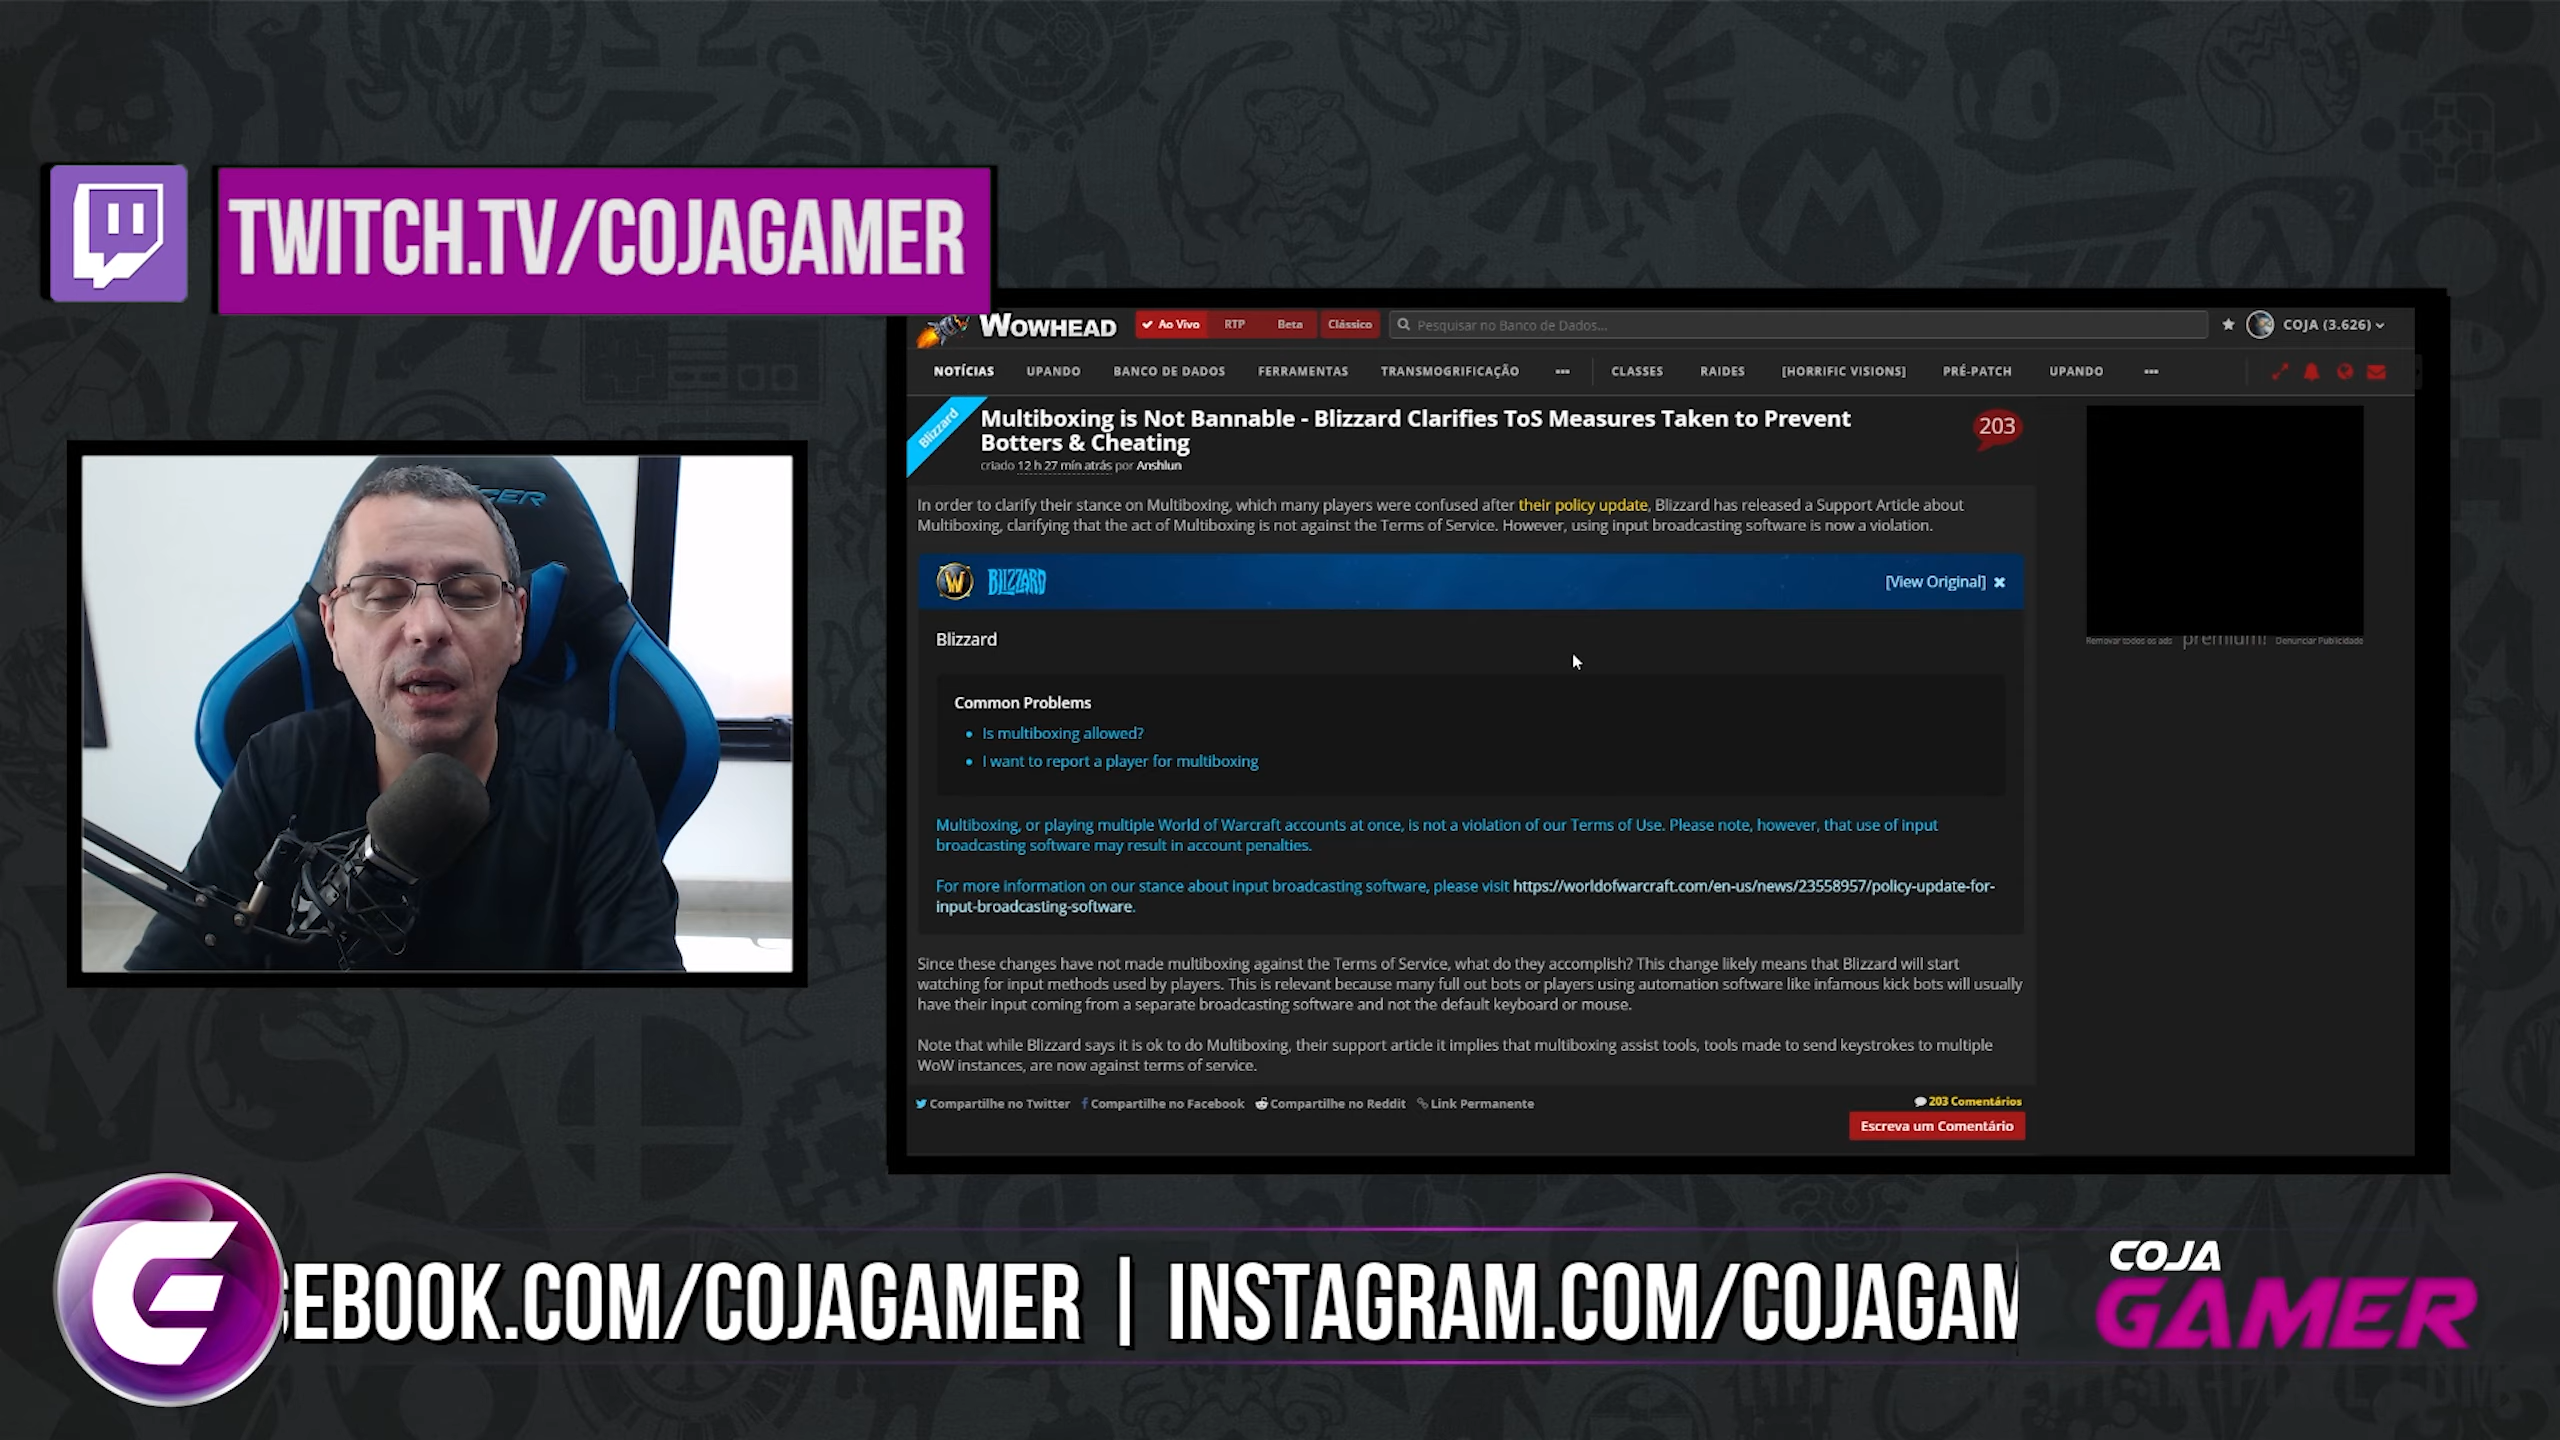 TWITCH.TV/COJAGAMER
WOWHEAD
Ao Vivo
RTP
Beta
Clássico
Pesquisar no Banco de Dados...
COJA (3.626)
NOTÍCIAS
UPANDO
BANCO DE DADOS
FERRAMENTAS
TRANSMOGRIFICAÇÃO
CLASSES
RAIDES
[HORRIFIC VISIONS]
PRÉ-PATCH
UPANDO
Blizzard
Multiboxing is Not Bannable - Blizzard Clarifies ToS Measures Taken to Prevent
Botters & Cheating
203
criado 12 h 27 mín atrás por Anshlun
In order to clarify their stance on Multiboxing, which many players were confused after their policy update, Blizzard has released a Support Article about
Multiboxing, clarifying that the act of Multiboxing is not against the Terms of Service. However, using input broadcasting software is now a violation.
BLIZZARD
[View Original]
Blizzard
Common Problems
• Is multiboxing allowed?
• I want to report a player for multiboxing
Multiboxing, or playing multiple World of Warcraft accounts at once, is not a violation of our Terms of Use. Please note, however, that use of input
broadcasting software may result in account penalties.
For more information on our stance about input broadcasting software, please visit https://worldofwarcraft.com/en-us/news/23558957/policy-update-for-
input-broadcasting-software.
Since these changes have not made multiboxing against the Terms of Service, what do they accomplish? This change likely means that Blizzard will start
watching for input methods used by players. This is relevant because many full out bots or players using automation software like infamous kick bots will usually
have their input coming from a separate broadcasting software and not the default keyboard or mouse.
Note that while Blizzard says it is ok to do Multiboxing, their support article it implies that multiboxing assist tools, tools made to send keystrokes to multiple
WoW instances, are now against terms of service.
Compartilhe no Twitter
Compartilhe no Facebook
Compartilhe no Reddit
Link Permanente
203 Comentários
Escreva um Comentário
Remover todos os ads
premium!
Denunciar Publicidade
CEBOOK.COM/COJAGAMER | INSTAGRAM.COM/COJAGAM
COJA
GAMER